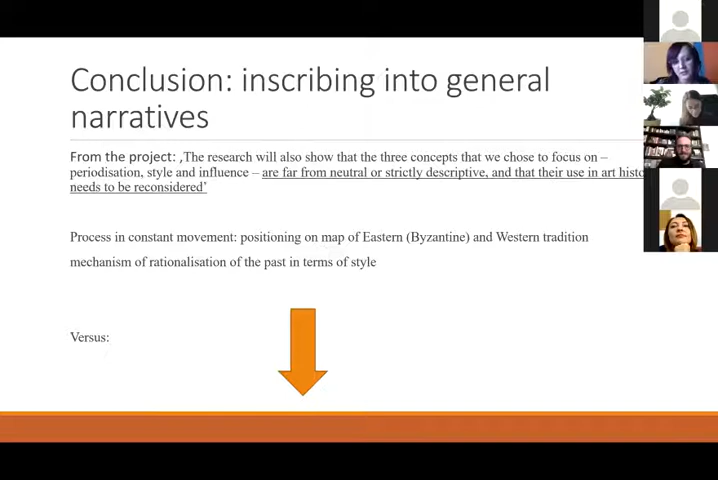 Conclusion: inscribing into general
narratives
From the project: ‚The research will also show that the three concepts that we chose to focus on –
periodisation, style and influence – are far from neutral or strictly descriptive, and that their use in art histo
needs to be reconsidered'
Process in constant movement: positioning on map of Eastern (Byzantine) and Western tradition
mechanism of rationalisation of the past in terms of style
Versus: